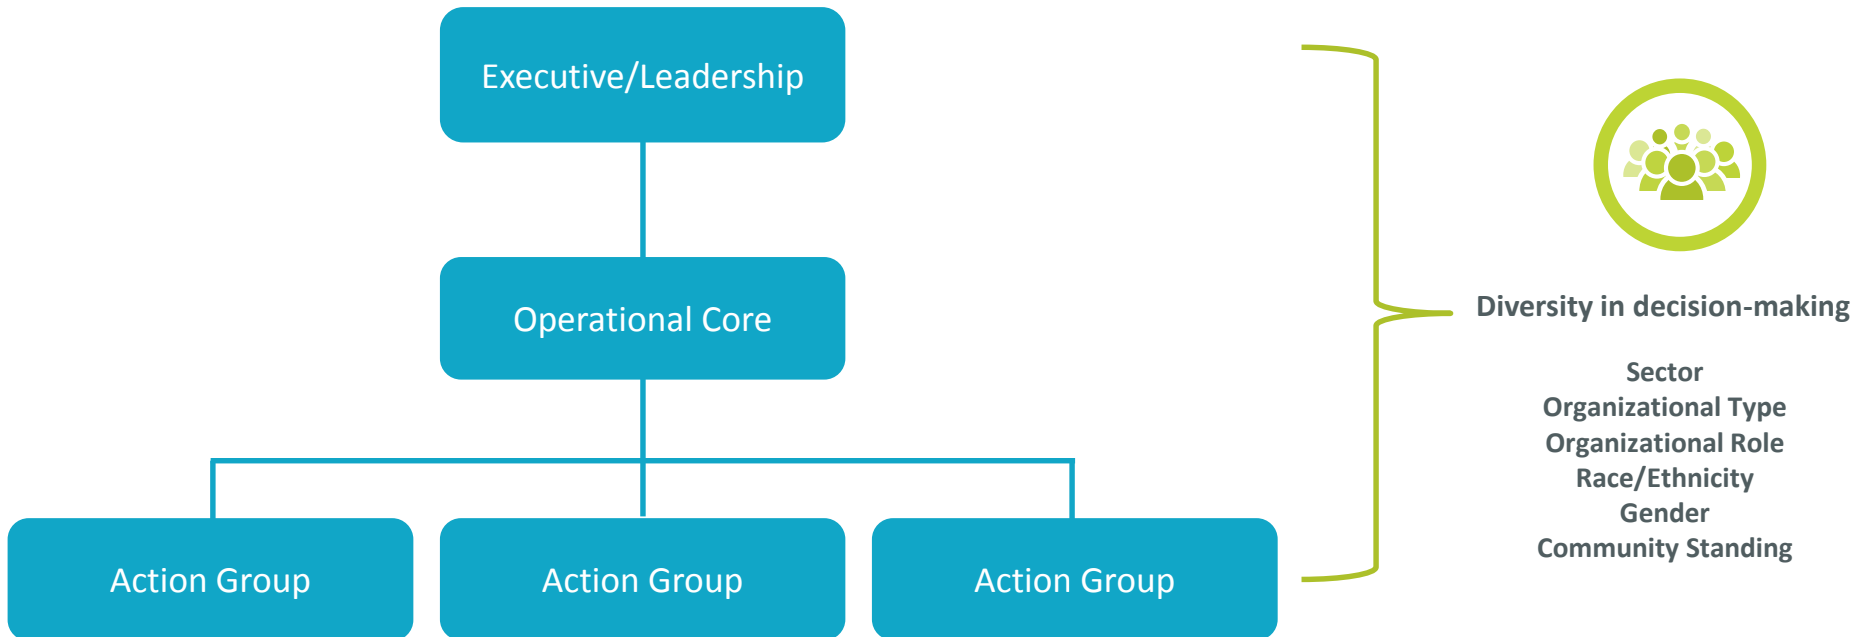 Executive/Leadership
Operational Core
Action Group
Action Group
Action Group
Diversity in decision-making
Sector
Organizational Type
Organizational Role
Race/Ethnicity
Gender
Community Standing